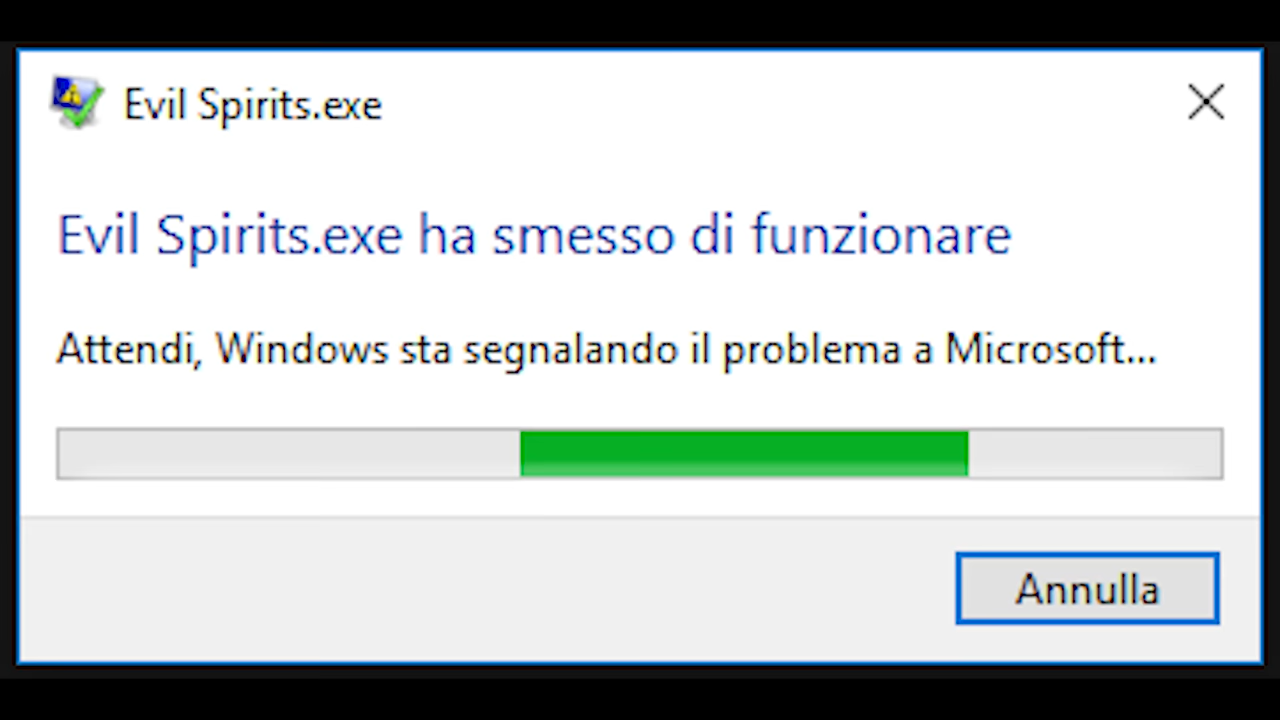 Evil Spirits.exe
Evil Spirits.exe ha smesso di funzionare
Attendi, Windows sta segnalando il problema a Microsoft...
Annulla